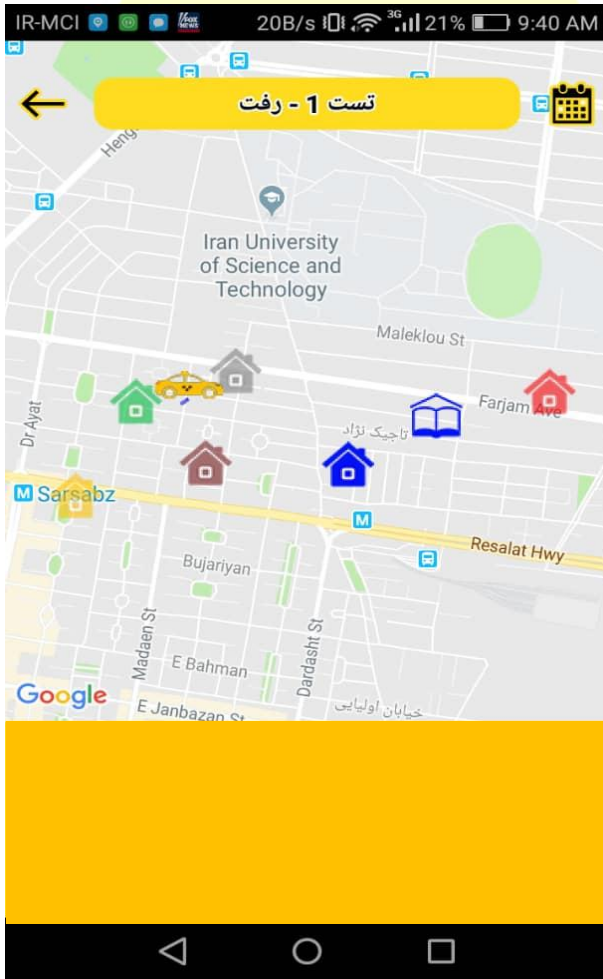 IR-MCI 20B/s 3G 21% 9:40 AM
تست 1 - رفت
Iran University
of Science and
Technology
Maleklou St
Farjam Ave
تاجیک نژاد
Dr Ayat
M Sarsabz
M
Resalat Hwy
Bujariyan
Madaen St
Dardasht St
E Bahman
Google
E Janbazan St
خیابان اولیایی